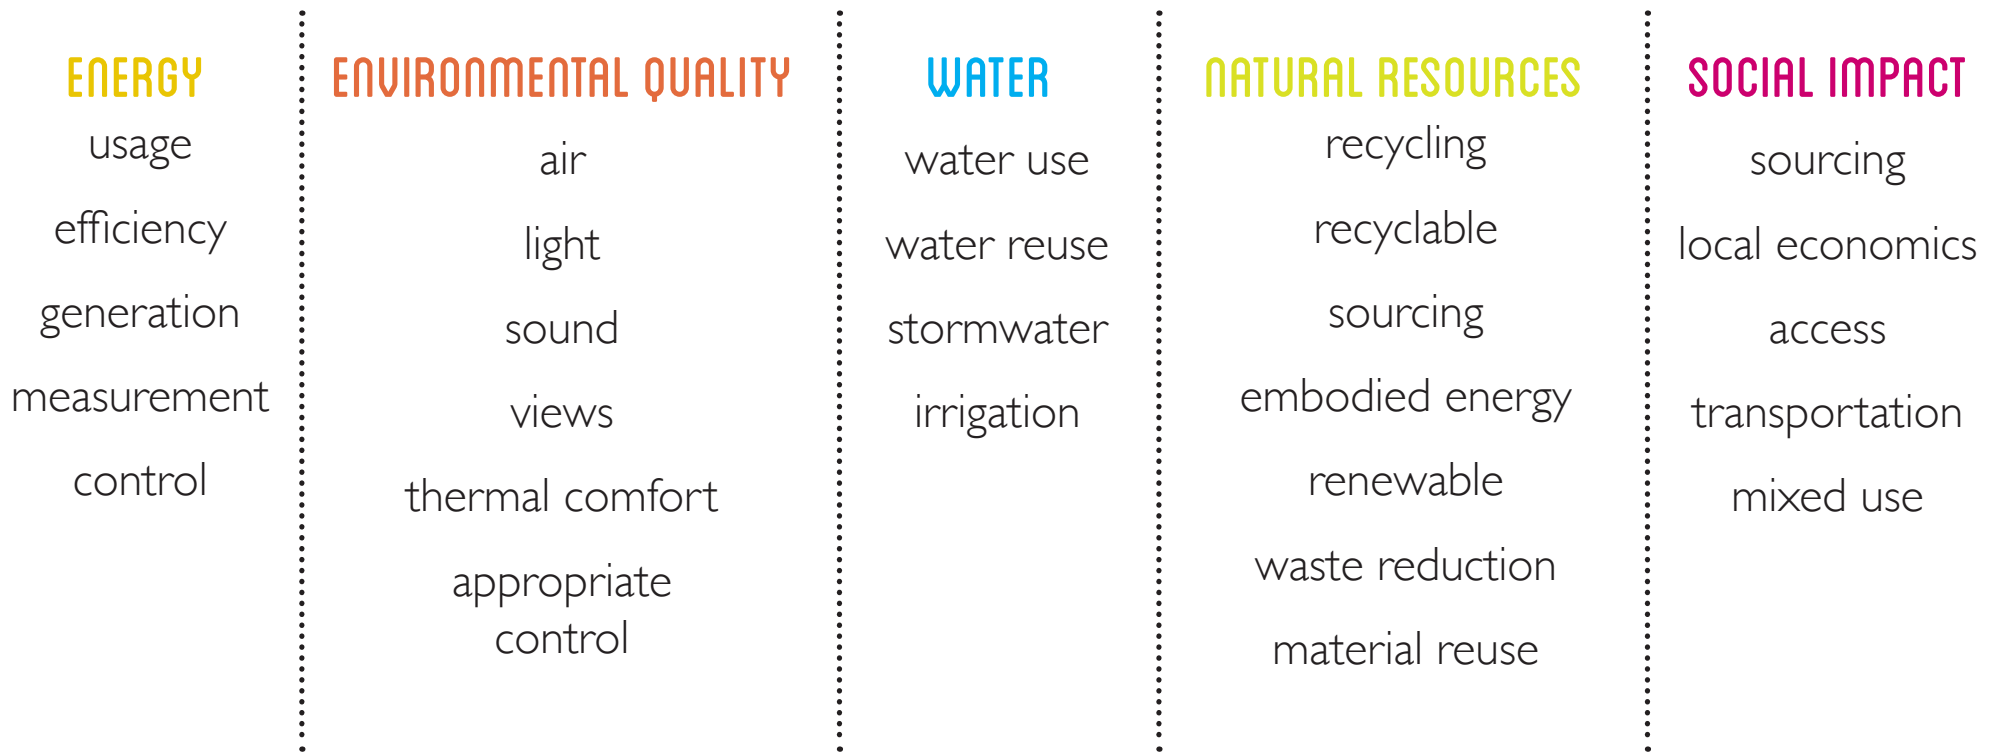 ENERGY
usage
efficiency
generation
measurement
control
ENVIRONMENTAL QUALITY
air
light
sound
views
thermal comfort
appropriate
control
WATER
water use
water reuse
stormwater
irrigation
NATURAL RESOURCES
recycling
recyclable
sourcing
embodied energy
renewable
waste reduction
material reuse
SOCIAL IMPACT
sourcing
local economics
access
transportation
mixed use